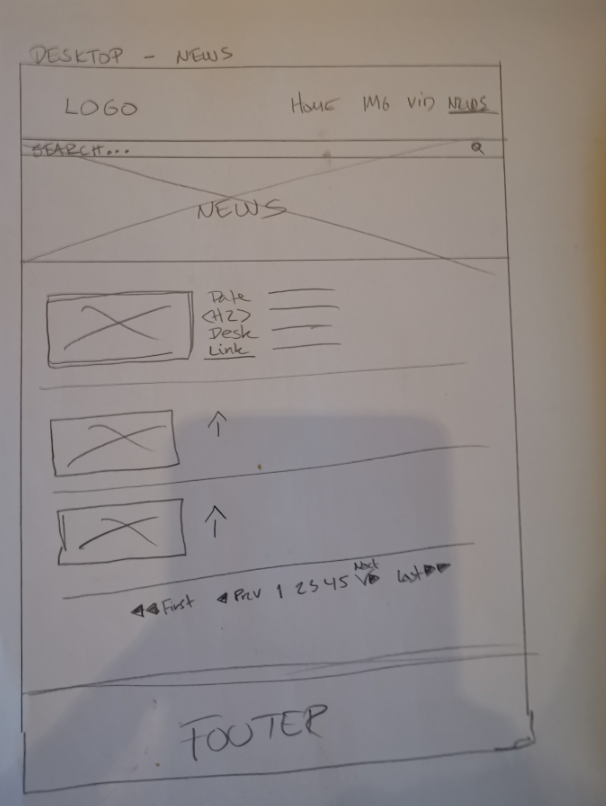 DESKTOP - NEWS
LOGO
HOME IMG VID NEWS
SEARCH...
NEWS
Date
<H2>
Desk
Link
First Prev 1 2 3 4 5 Next Last
FOOTER